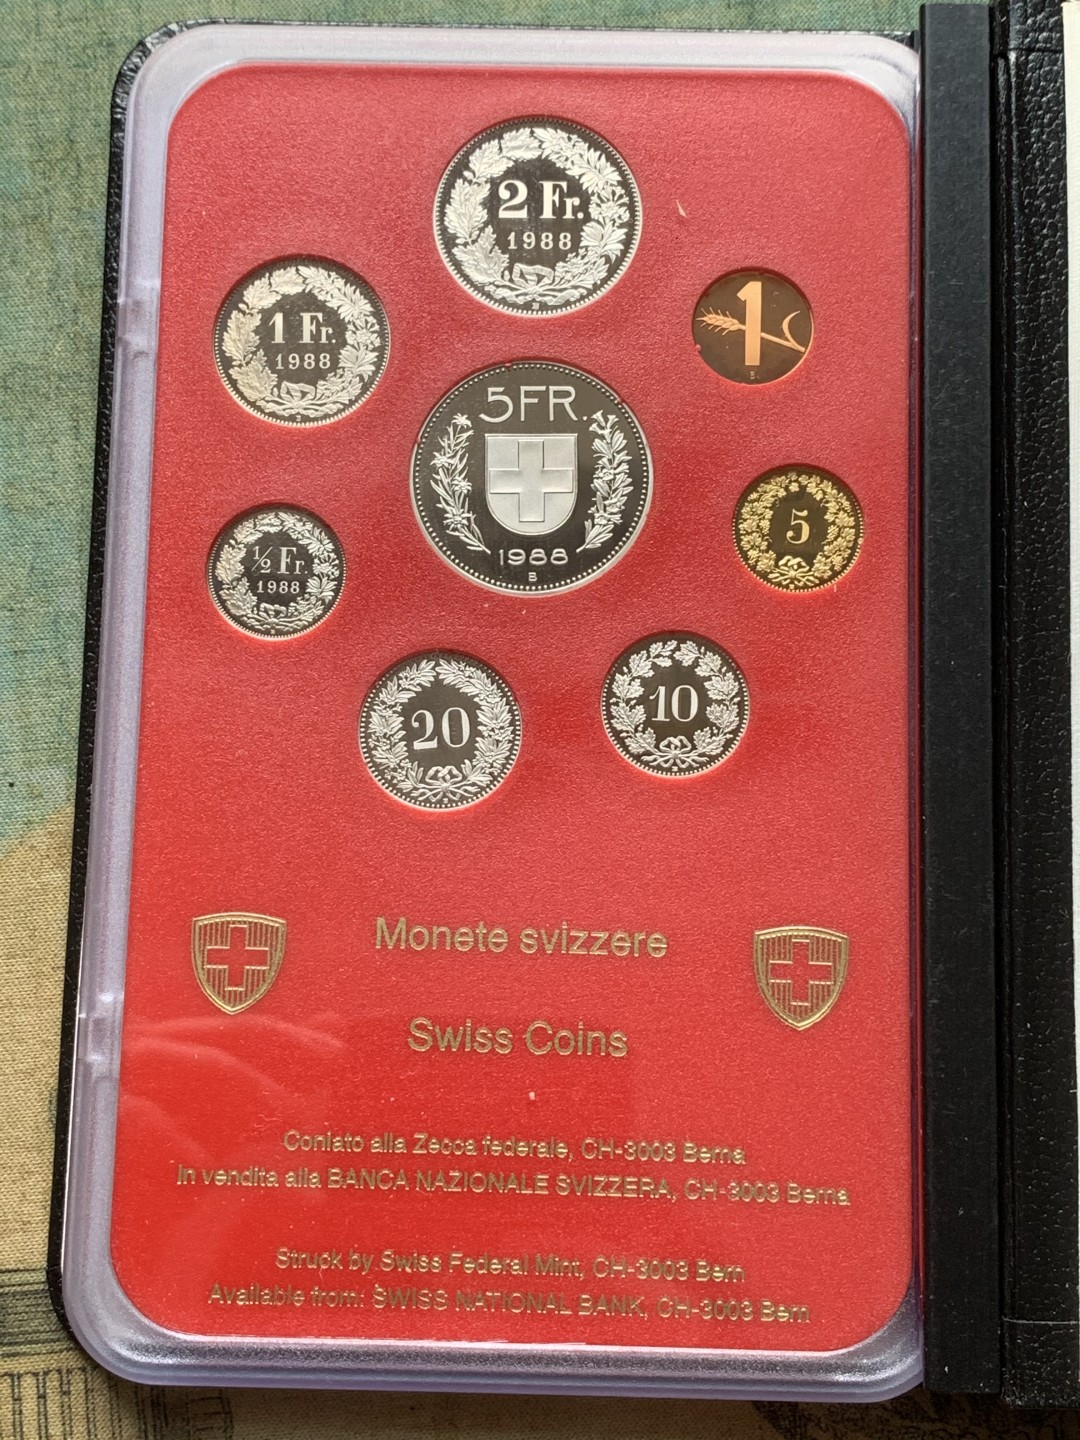 2 Fr.
1988
B
1 Fr.
1988
B
1
B
5FR.
1988
B
½ Fr.
1988
B
5
20
10
Monete svizzere
Swiss Coins
Coniato alla Zecca federale, CH-3003 Berna
In vendita alla BANCA NAZIONALE SVIZZERA, CH-3003 Berna
Struck by Swiss Federal Mint, CH-3003 Bern
Available from: SWISS NATIONAL BANK, CH-3003 Bern